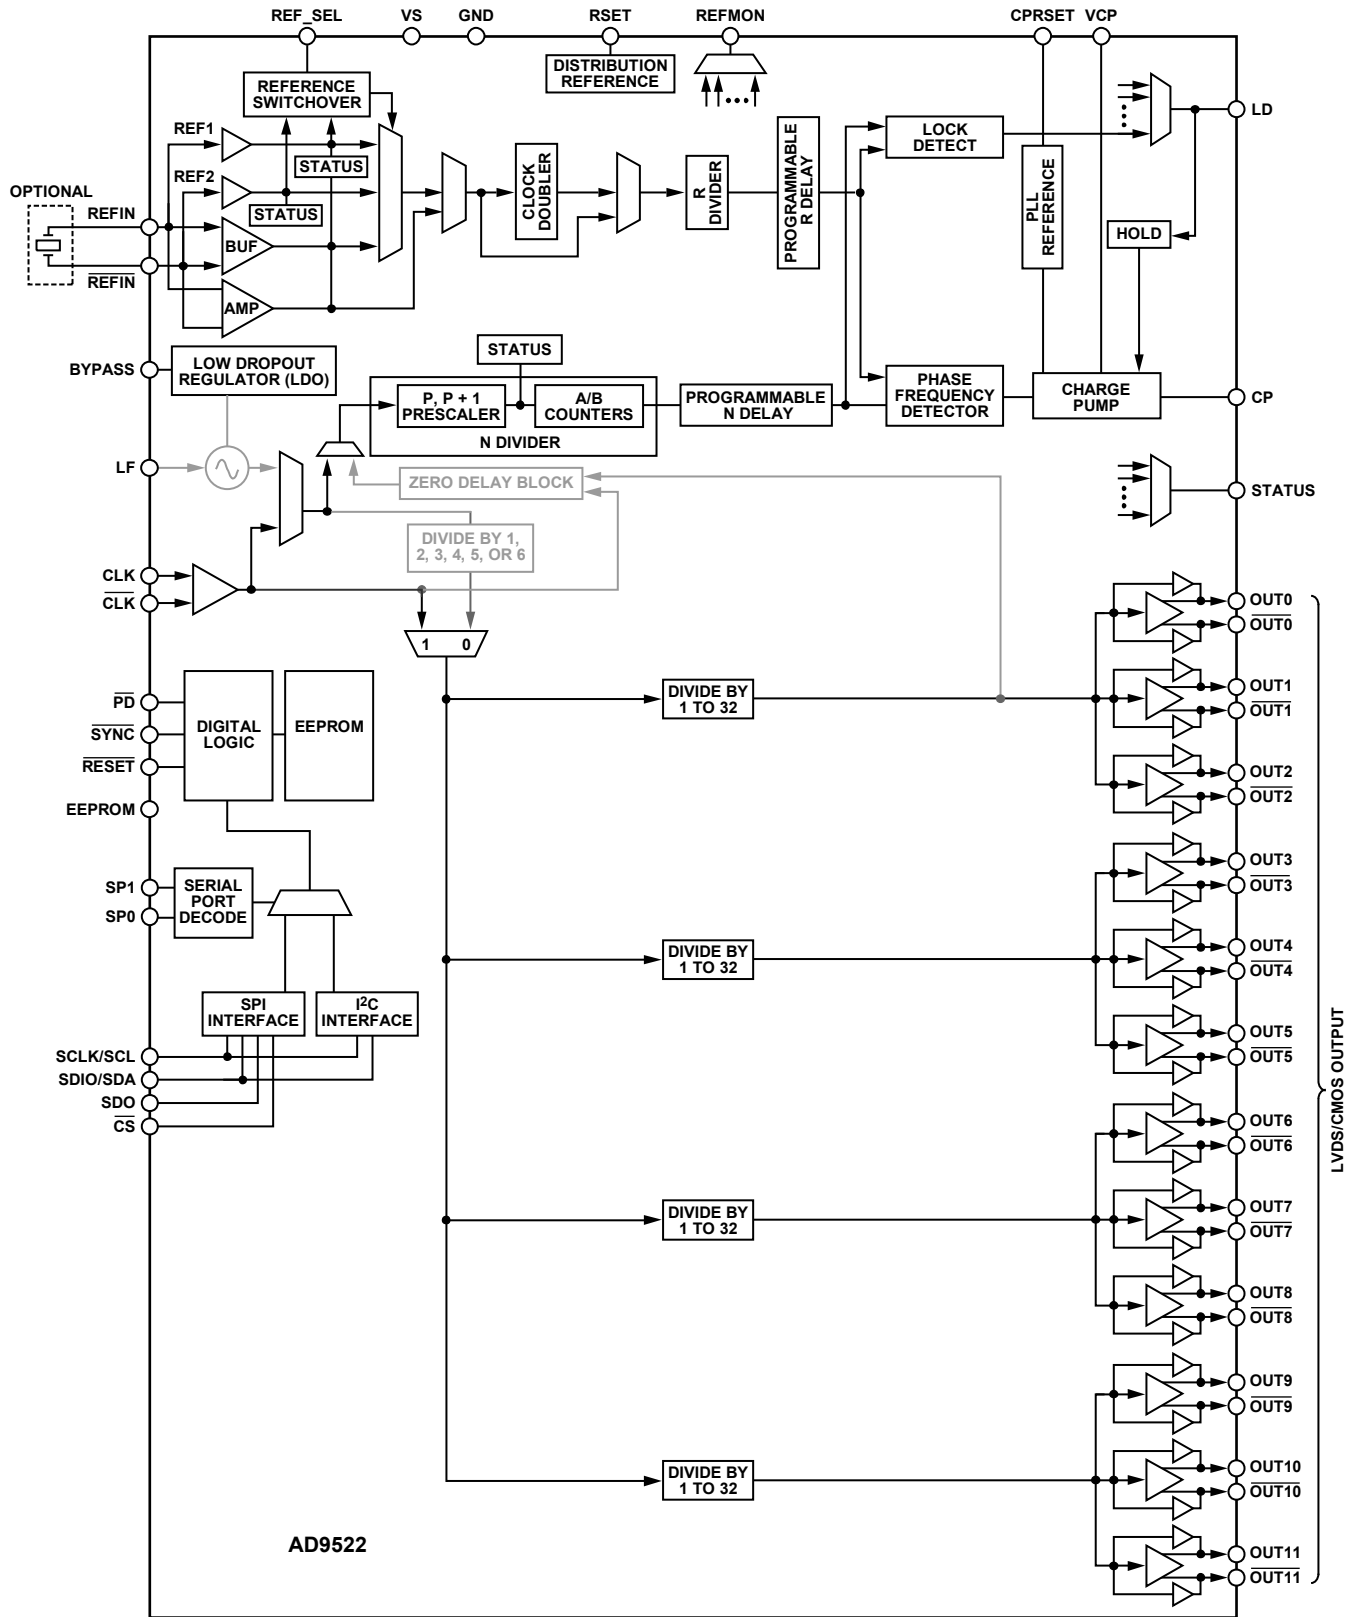 REF_SEL
VS
GND
RSET
REFMON
CPRSET
VCP
REFERENCE
SWITCHOVER
DISTRIBUTION
REFERENCE
LD
REF1
STATUS
REF2
STATUS
OPTIONAL
REFIN
REFIN
BUF
AMP
CLOCK
DOUBLER
R
DIVIDER
PROGRAMMABLE
R DELAY
LOCK
DETECT
PLL
REFERENCE
HOLD
BYPASS
LOW DROPOUT
REGULATOR (LDO)
STATUS
P, P + 1
PRESCALER
A/B
COUNTERS
N DIVIDER
PROGRAMMABLE
N DELAY
PHASE
FREQUENCY
DETECTOR
CHARGE
PUMP
CP
LF
ZERO DELAY BLOCK
STATUS
DIVIDE BY 1,
2, 3, 4, 5, OR 6
CLK
CLK
1 0
OUT0
OUT0
PD
SYNC
RESET
EEPROM
DIGITAL
LOGIC
EEPROM
DIVIDE BY
1 TO 32
OUT1
OUT1
OUT2
OUT2
SP1
SP0
SERIAL
PORT
DECODE
OUT3
OUT3
DIVIDE BY
1 TO 32
OUT4
OUT4
SPI
INTERFACE
I2C
INTERFACE
OUT5
OUT5
SCLK/SCL
SDIO/SDA
SDO
CS
OUT6
OUT6
LVDS/CMOS OUTPUT
DIVIDE BY
1 TO 32
OUT7
OUT7
OUT8
OUT8
OUT9
OUT9
DIVIDE BY
1 TO 32
OUT10
OUT10
AD9522
OUT11
OUT11